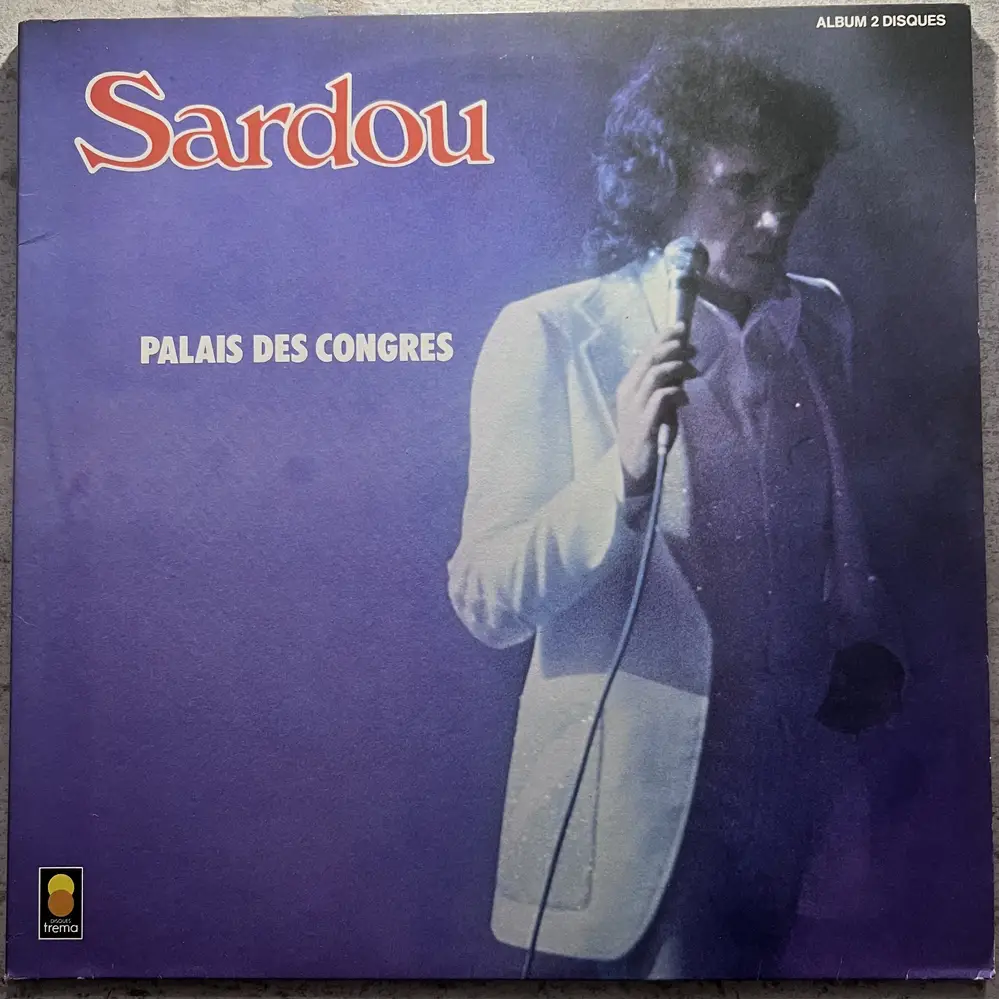 ALBUM 2 DISQUES
Sardou
PALAIS DES CONGRES
DISQUES
trema